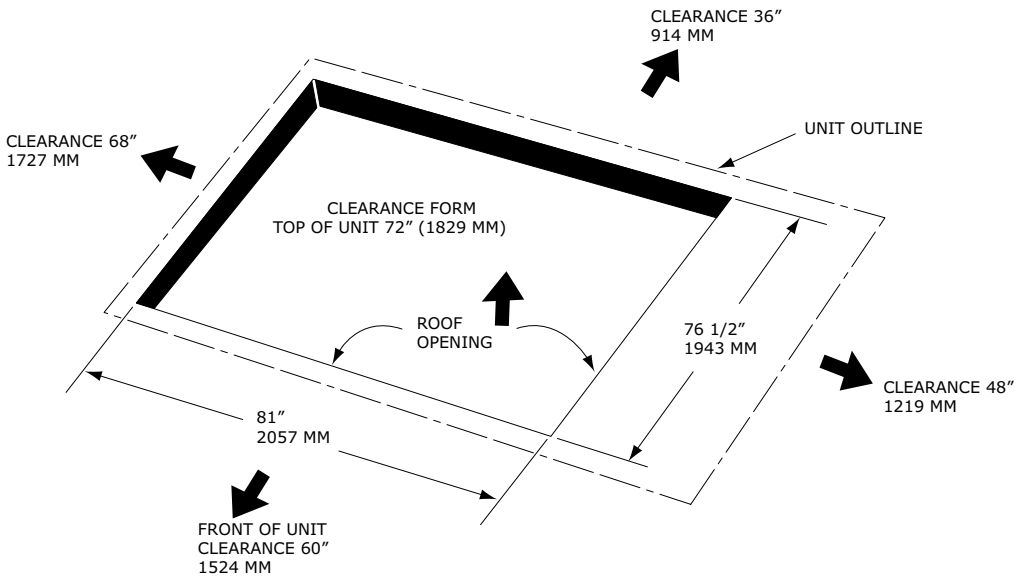 CLEARANCE 36”
914 MM
UNIT OUTLINE
CLEARANCE 68”
1727 MM
CLEARANCE FORM
TOP OF UNIT 72” (1829 MM)
ROOF
OPENING
76 1/2”
1943 MM
CLEARANCE 48”
1219 MM
81”
2057 MM
FRONT OF UNIT
CLEARANCE 60”
1524 MM